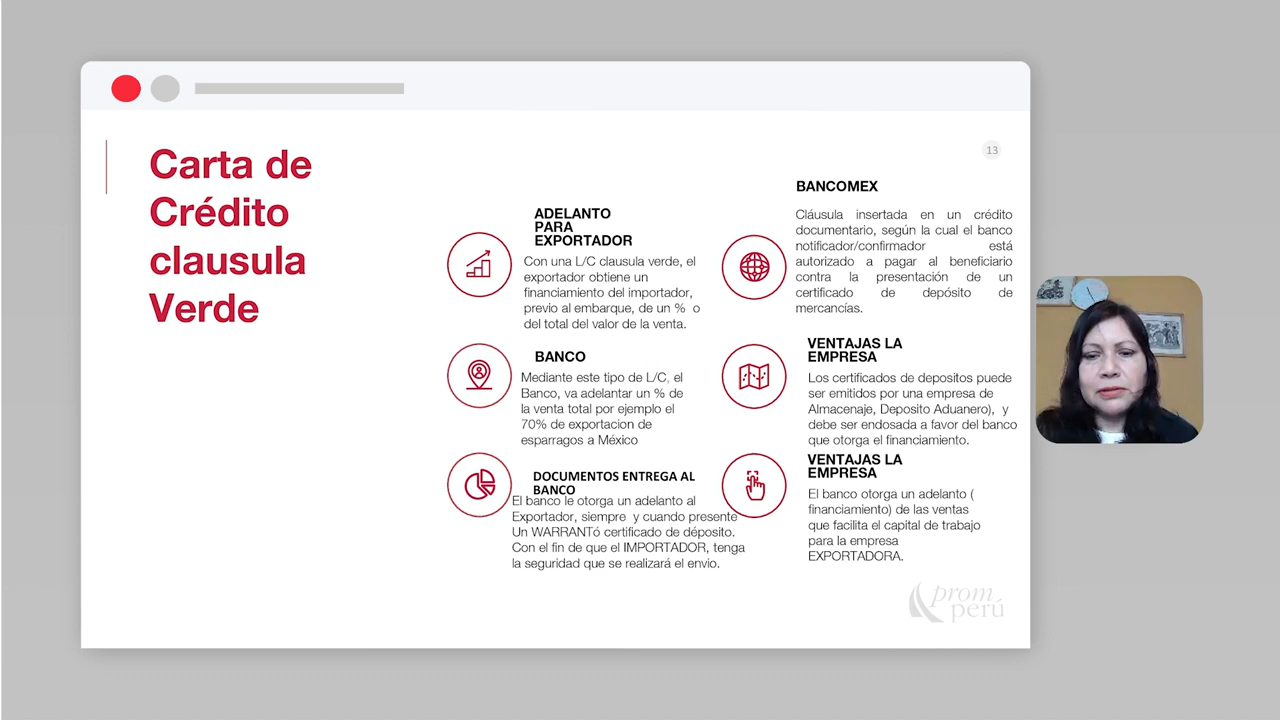 Carta de
Crédito
clausula
Verde
13
ADELANTO
PARA
EXPORTADOR
Con una L/C clausula verde, el
exportador obtiene un
financiamiento del importador,
previo al embarque, de un % o
del total del valor de la venta.
BANCO
Mediante este tipo de L/C, el
Banco, va adelantar un % de
la venta total por ejemplo el
70% de exportacion de
esparragos a México
DOCUMENTOS ENTREGA AL
BANCO
El banco le otorga un adelanto al
Exportador, siempre y cuando presente
Un WARRANTó certificado de déposito.
Con el fin de que el IMPORTADOR, tenga
la seguridad que se realizará el envio.
BANCOMEX
Cláusula insertada en un crédito
documentario, según la cual el banco
notificador/confirmador está
autorizado a pagar al beneficiario
contra la presentación de un
certificado de depósito de
mercancías.
VENTAJAS LA
EMPRESA
Los certificados de depositos puede
ser emitidos por una empresa de
Almacenaje, Deposito Aduanero), y
debe ser endosada a favor del banco
que otorga el financiamiento.
VENTAJAS LA
EMPRESA
El banco otorga un adelanto (
financiamiento) de las ventas
que facilita el capital de trabajo
para la empresa
EXPORTADORA.
prom
perú